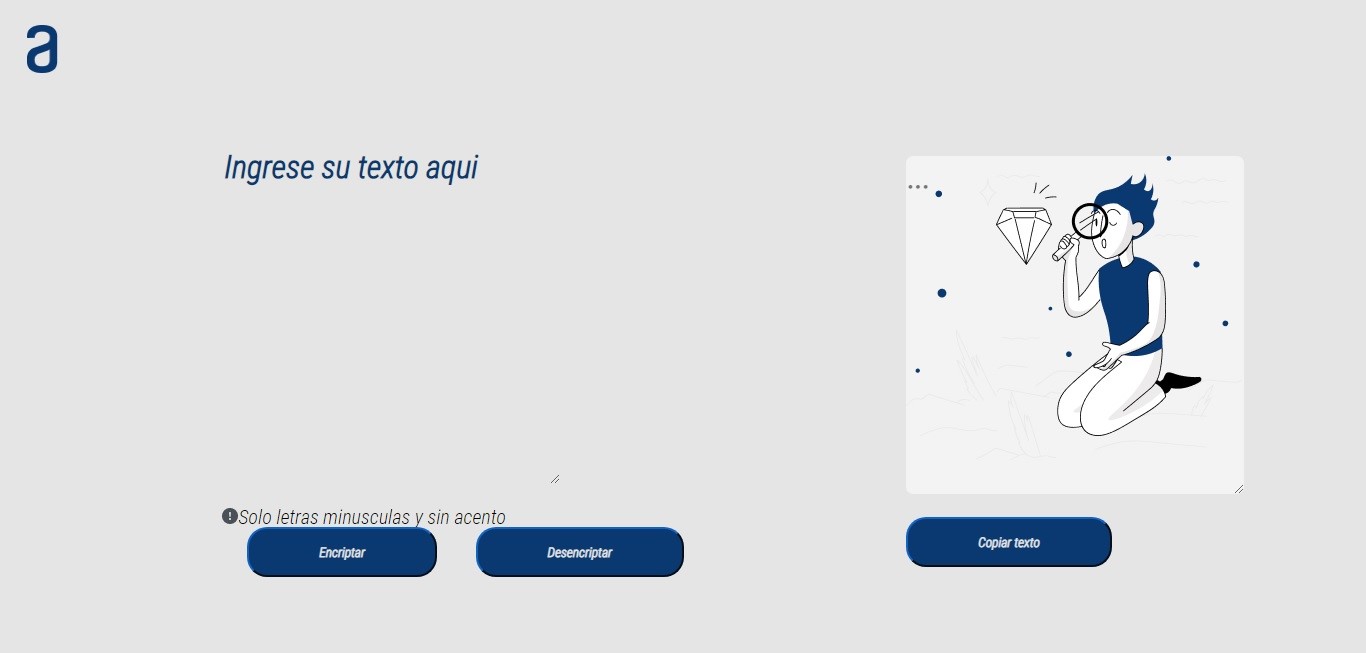 a
Ingrese su texto aqui
...
Solo letras minusculas y sin acento
Encriptar
Desencriptar
Copiar texto